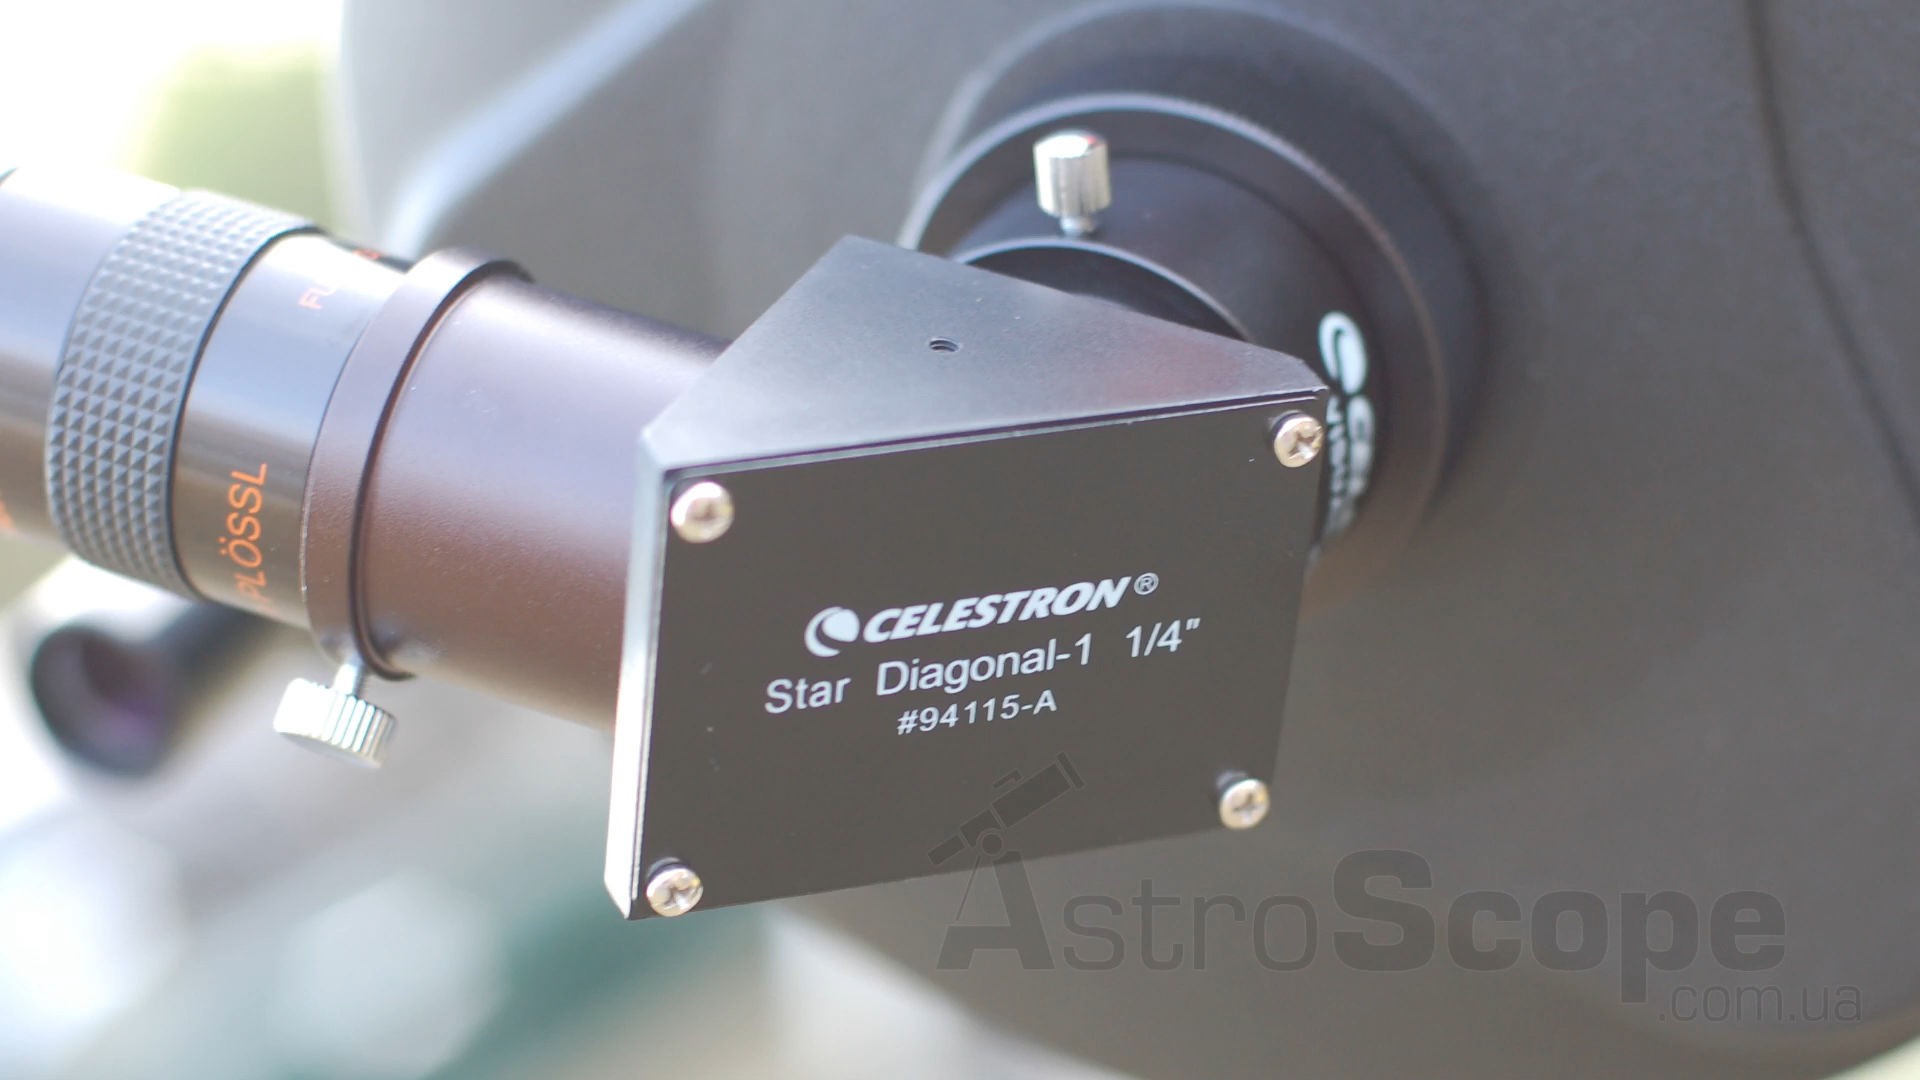 PLÖSSL
CELESTRON®
Star Diagonal-1 1/4"
#94115-A
AstroScope
.com.ua